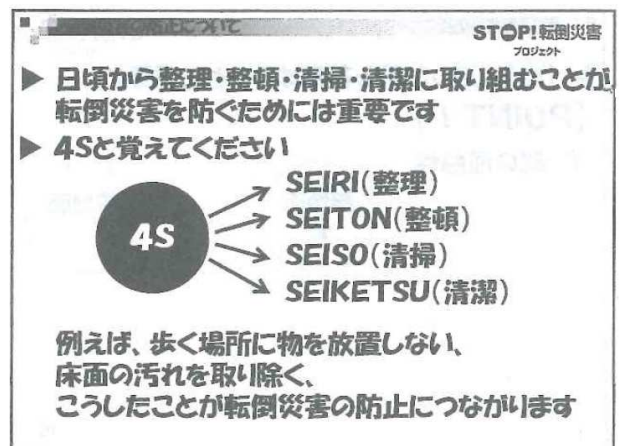 について
STOP!転倒災害
プロジェクト
▶ 日頃から整理・整頓・清掃・清潔に取り組むことが
転倒災害を防ぐためには重要です
▶ 4Sと覚えてください
4S
SEIRI(整理)
SEITON(整頓)
SEISO(清掃)
SEIKETSU(清潔)
例えば、歩く場所に物を放置しない、
床面の汚れを取り除く、
こうしたことが転倒災害の防止につながります